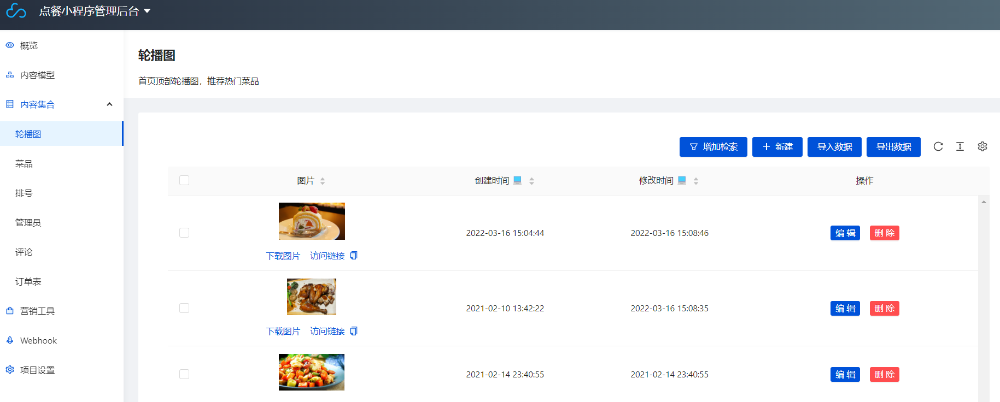 点餐小程序管理后台
概览
内容模型
内容集合
轮播图
菜品
排号
管理员
评论
订单表
营销工具
Webhook
项目设置
轮播图
首页顶部轮播图，推荐热门菜品
增加检索 新建 导入数据 导出数据
图片 创建时间 修改时间 操作
2022-03-16 15:04:44 2022-03-16 15:08:46 编 辑 删 除
下载图片 访问链接
2021-02-10 13:42:22 2022-03-16 15:08:35 编 辑 删 除
下载图片 访问链接
2021-02-14 23:40:55 2021-02-14 23:40:55 编 辑 删 除